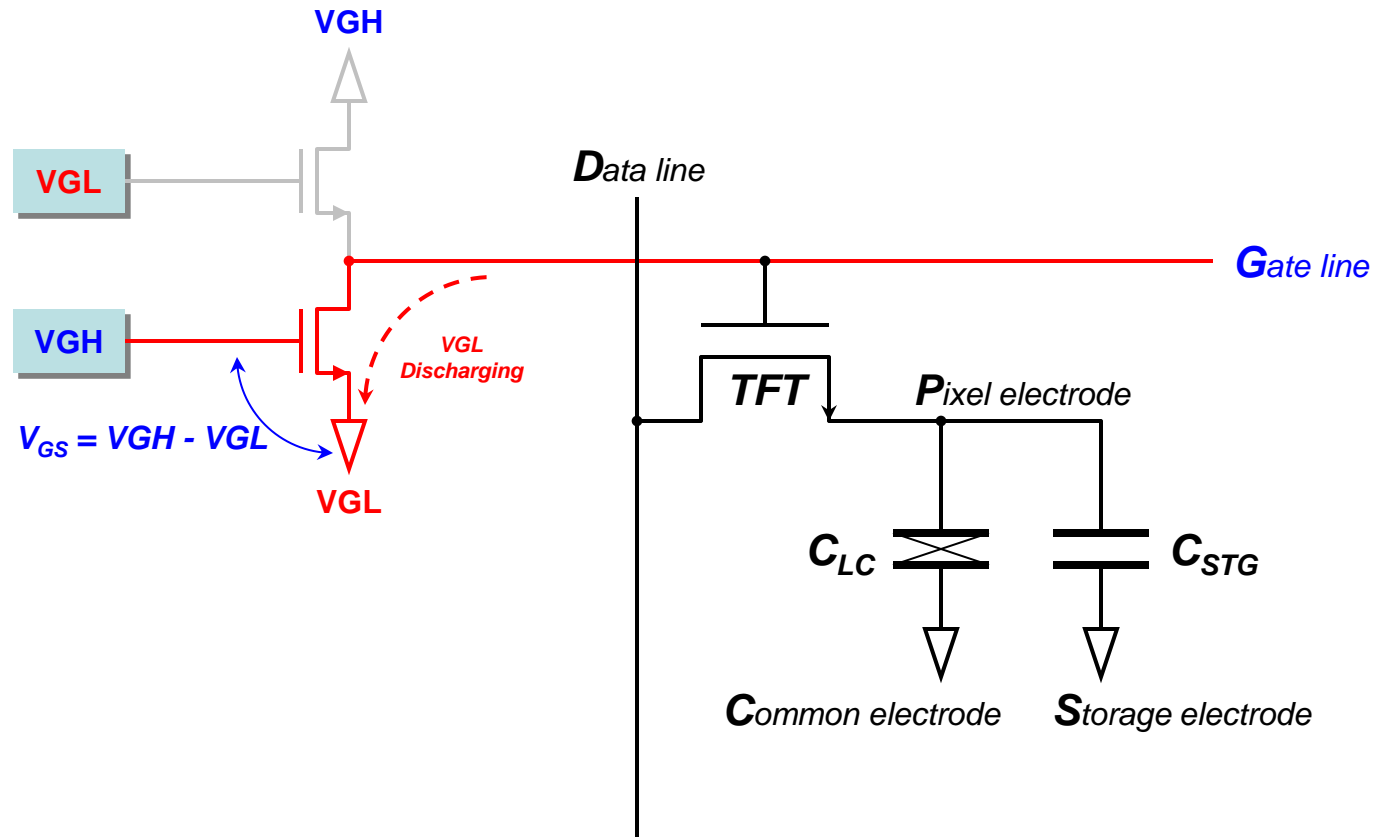 VGH
VGL
Data line
Gate line
VGH
VGL
Discharging
TFT
Pixel electrode
VGS = VGH - VGL
VGL
CLC
CSTG
Common electrode
Storage electrode